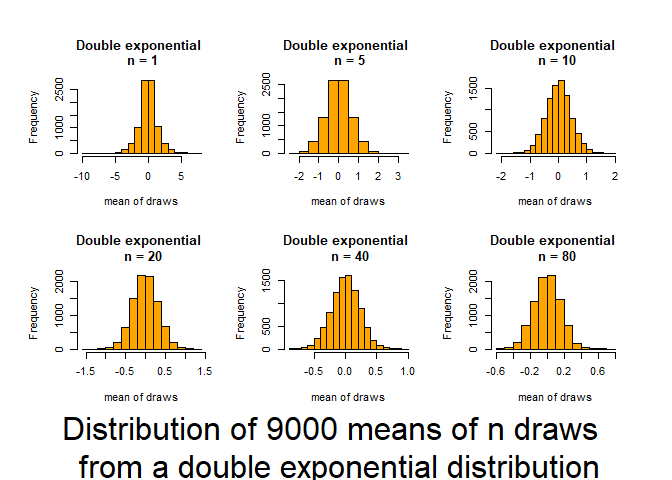 Double exponential
n = 1
Frequency
0 1000 2500
-10 -5 0 5
mean of draws
Double exponential
n = 5
Frequency
0 1000 2500
-2 -1 0 1 2 3
mean of draws
Double exponential
n = 10
Frequency
0 500 1500
-2 -1 0 1 2
mean of draws
Double exponential
n = 20
Frequency
0 1000 2000
-1.5 -0.5 0.5 1.5
mean of draws
Double exponential
n = 40
Frequency
0 500 1500
-0.5 0.0 0.5 1.0
mean of draws
Double exponential
n = 80
Frequency
0 1000 2000
-0.6 -0.2 0.2 0.6
mean of draws
Distribution of 9000 means of n draws
from a double exponential distribution